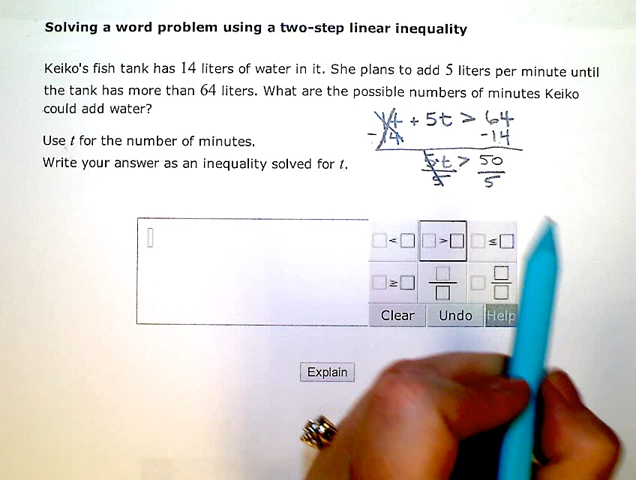 Solving a word problem using a two-step linear inequality
Keiko's fish tank has 14 liters of water in it. She plans to add 5 liters per minute until
the tank has more than 64 liters. What are the possible numbers of minutes Keiko
could add water?
14 + 5t > 64
-14 -14
Use t for the number of minutes.
Write your answer as an inequality solved for t.
5·t > 50
5 5
□<□ □>□ □≤□
□≥□
Clear Undo Help
Explain